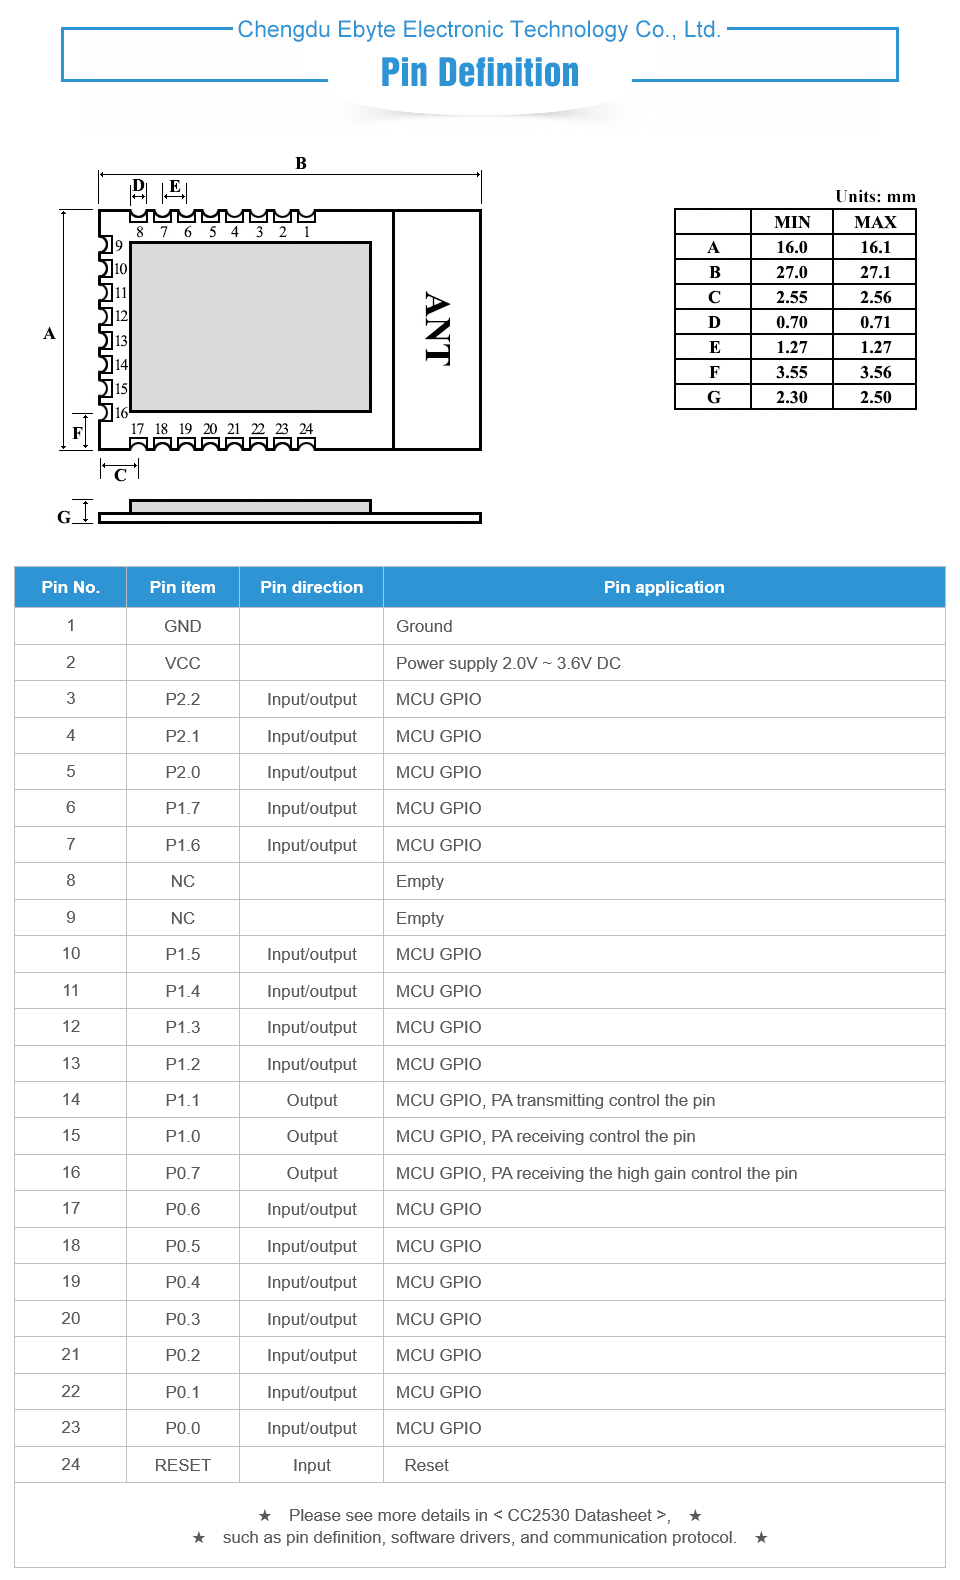 Chengdu Ebyte Electronic Technology Co., Ltd.
Pin Definition
B
D E
8 7 6 5 4 3 2 1
9
10
11
12
13
14
15
16
A
ANT
F
17 18 19 20 21 22 23 24
C
G
Units: mm
MIN MAX
A 16.0 16.1
B 27.0 27.1
C 2.55 2.56
D 0.70 0.71
E 1.27 1.27
F 3.55 3.56
G 2.30 2.50
Pin No. Pin item Pin direction Pin application
1 GND Ground
2 VCC Power supply 2.0V ~ 3.6V DC
3 P2.2 Input/output MCU GPIO
4 P2.1 Input/output MCU GPIO
5 P2.0 Input/output MCU GPIO
6 P1.7 Input/output MCU GPIO
7 P1.6 Input/output MCU GPIO
8 NC Empty
9 NC Empty
10 P1.5 Input/output MCU GPIO
11 P1.4 Input/output MCU GPIO
12 P1.3 Input/output MCU GPIO
13 P1.2 Input/output MCU GPIO
14 P1.1 Output MCU GPIO, PA transmitting control the pin
15 P1.0 Output MCU GPIO, PA receiving control the pin
16 P0.7 Output MCU GPIO, PA receiving the high gain control the pin
17 P0.6 Input/output MCU GPIO
18 P0.5 Input/output MCU GPIO
19 P0.4 Input/output MCU GPIO
20 P0.3 Input/output MCU GPIO
21 P0.2 Input/output MCU GPIO
22 P0.1 Input/output MCU GPIO
23 P0.0 Input/output MCU GPIO
24 RESET Input Reset
★ Please see more details in < CC2530 Datasheet >, ★
★ such as pin definition, software drivers, and communication protocol. ★